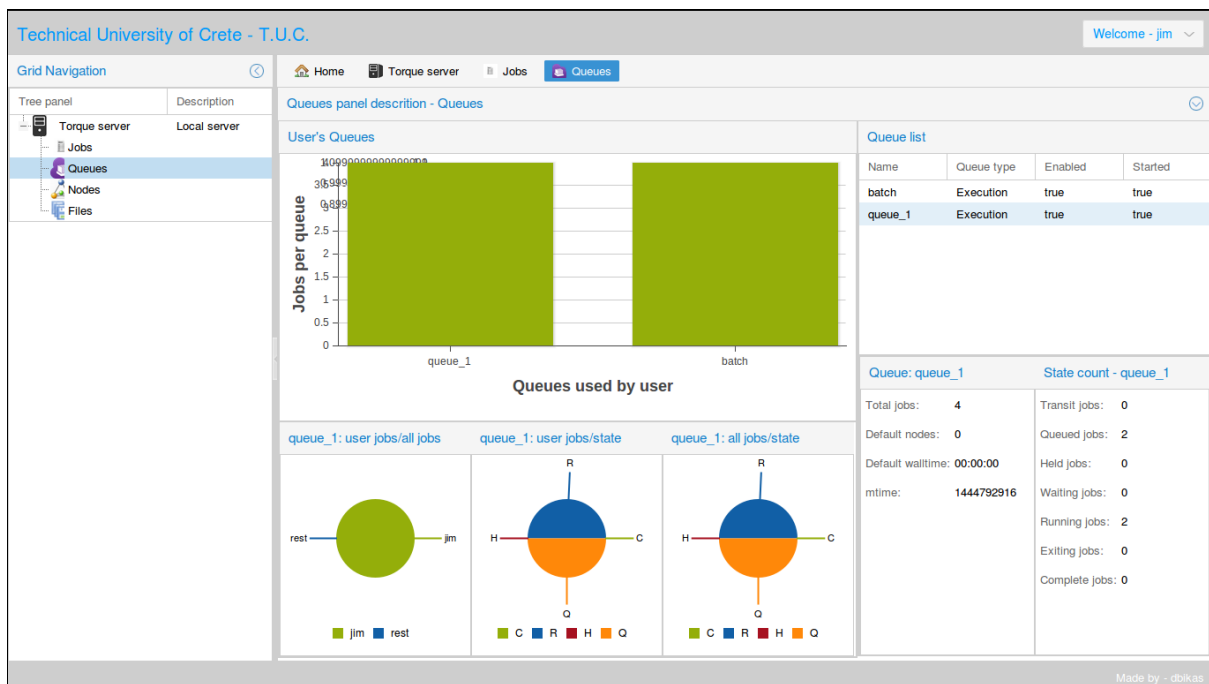 Technical University of Crete - T.U.C.
Welcome - jim
Grid Navigation
Home
Torque server
Jobs
Queues
Tree panel
Description
Torque server
Local server
Jobs
Queues
Nodes
Files
Queues panel descrition - Queues
User's Queues
Jobs per queue
3
2.5
2
1.5
1
0.5
0
queue_1
batch
Queues used by user
Queue list
Name
Queue type
Enabled
Started
batch
Execution
true
true
queue_1
Execution
true
true
queue_1: user jobs/all jobs
rest
jim
jim
rest
queue_1: user jobs/state
R
H
C
Q
C
R
H
Q
queue_1: all jobs/state
R
H
C
Q
C
R
H
Q
Queue: queue_1
Total jobs: 4
Default nodes: 0
Default walltime: 00:00:00
mtime: 1444792916
State count - queue_1
Transit jobs: 0
Queued jobs: 2
Held jobs: 0
Waiting jobs: 0
Running jobs: 2
Exiting jobs: 0
Complete jobs: 0
Made by - dbikas